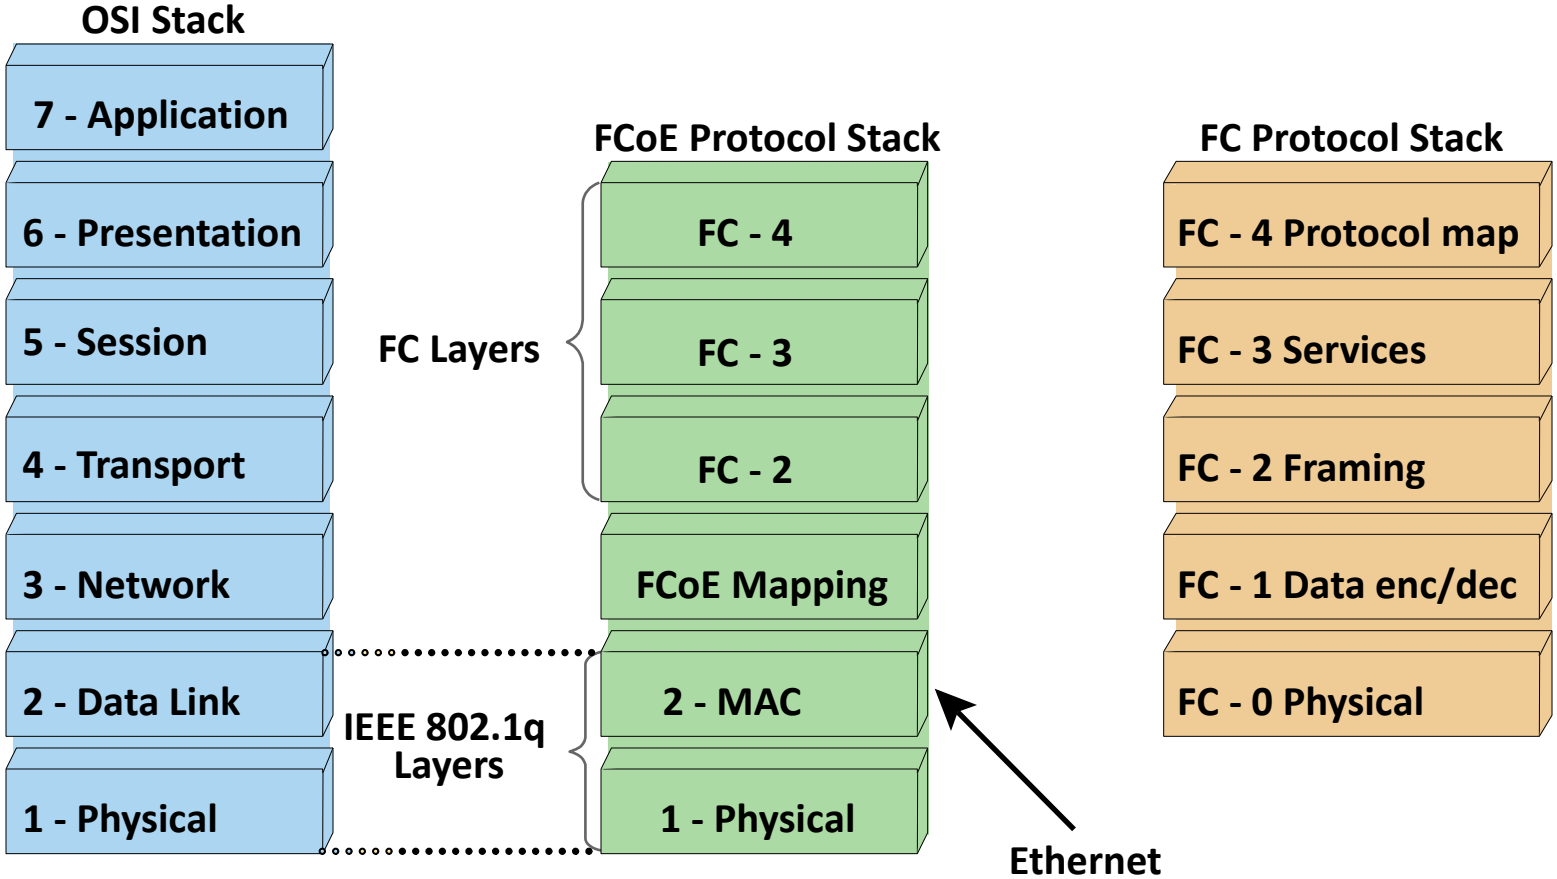 OSI Stack
7 - Application
6 - Presentation
5 - Session
4 - Transport
3 - Network
2 - Data Link
1 - Physical
FC Layers
IEEE 802.1q
Layers
FCoE Protocol Stack
FC - 4
FC - 3
FC - 2
FCoE Mapping
2 - MAC
1 - Physical
Ethernet
FC Protocol Stack
FC - 4 Protocol map
FC - 3 Services
FC - 2 Framing
FC - 1 Data enc/dec
FC - 0 Physical